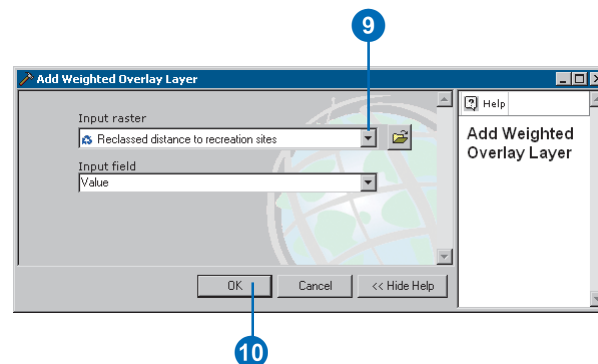 9
Add Weighted Overlay Layer
Input raster
Reclassed distance to recreation sites
Input field
Value
OK
Cancel
<< Hide Help
Help
Add Weighted
Overlay Layer
10